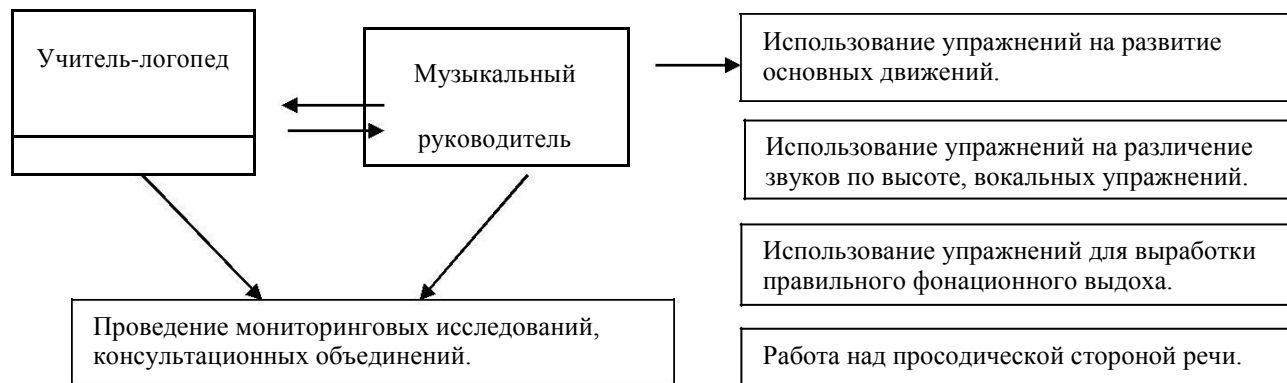 Учитель-логопед
Музыкальный
руководитель
Использование упражнений на развитие
основных движений.
Использование упражнений на различение
звуков по высоте, вокальных упражнений.
Использование упражнений для выработки
правильного фонационного выдоха.
Проведение мониторинговых исследований,
консультационных объединений.
Работа над просодической стороной речи.